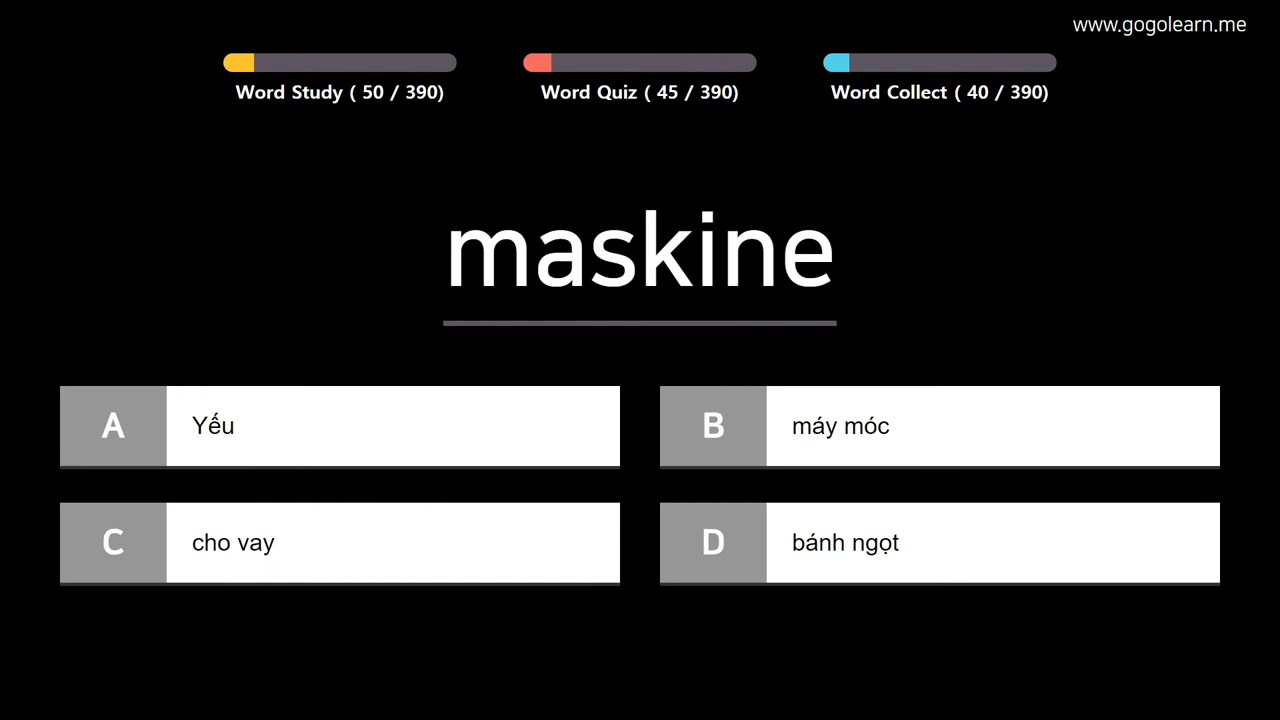 www.gogolearn.me
Word Study ( 50 / 390)
Word Quiz ( 45 / 390)
Word Collect ( 40 / 390)
maskine
A
Yếu
B
máy móc
C
cho vay
D
bánh ngọt